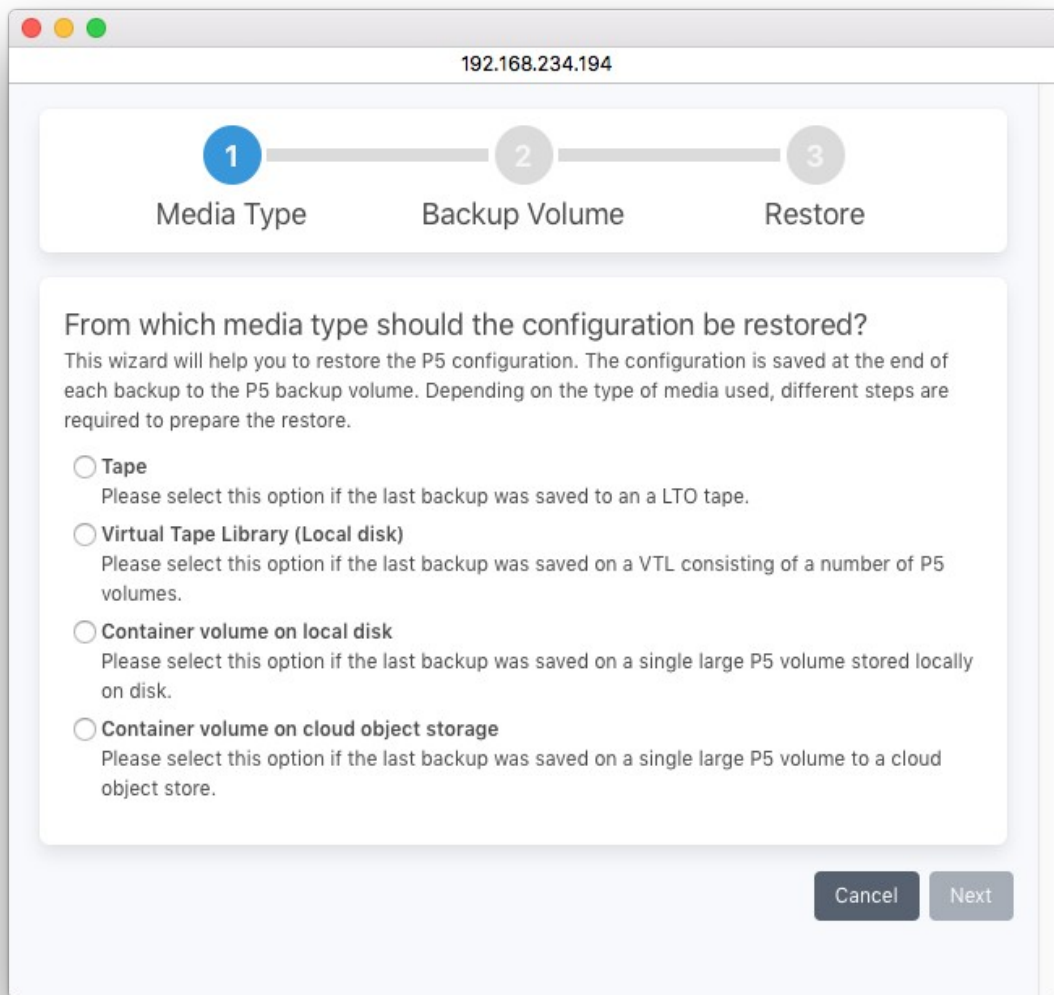 192.168.234.194
1
2
3
Media Type
Backup Volume
Restore
From which media type should the configuration be restored?
This wizard will help you to restore the P5 configuration. The configuration is saved at the end of
each backup to the P5 backup volume. Depending on the type of media used, different steps are
required to prepare the restore.
Tape
Please select this option if the last backup was saved to an a LTO tape.
Virtual Tape Library (Local disk)
Please select this option if the last backup was saved on a VTL consisting of a number of P5
volumes.
Container volume on local disk
Please select this option if the last backup was saved on a single large P5 volume stored locally
on disk.
Container volume on cloud object storage
Please select this option if the last backup was saved on a single large P5 volume to a cloud
object store.
Cancel
Next